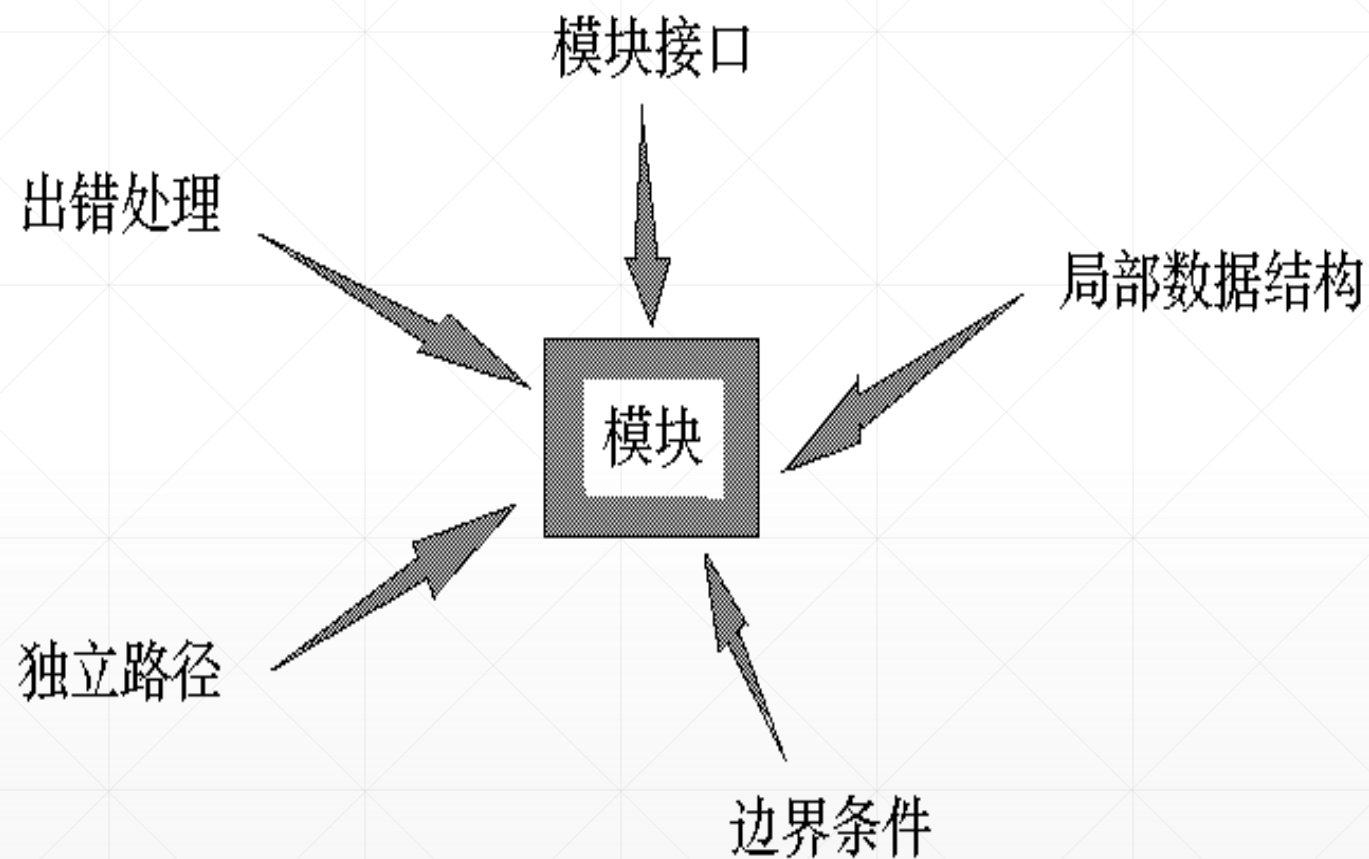 模块接口
出错处理
局部数据结构
模块
独立路径
边界条件